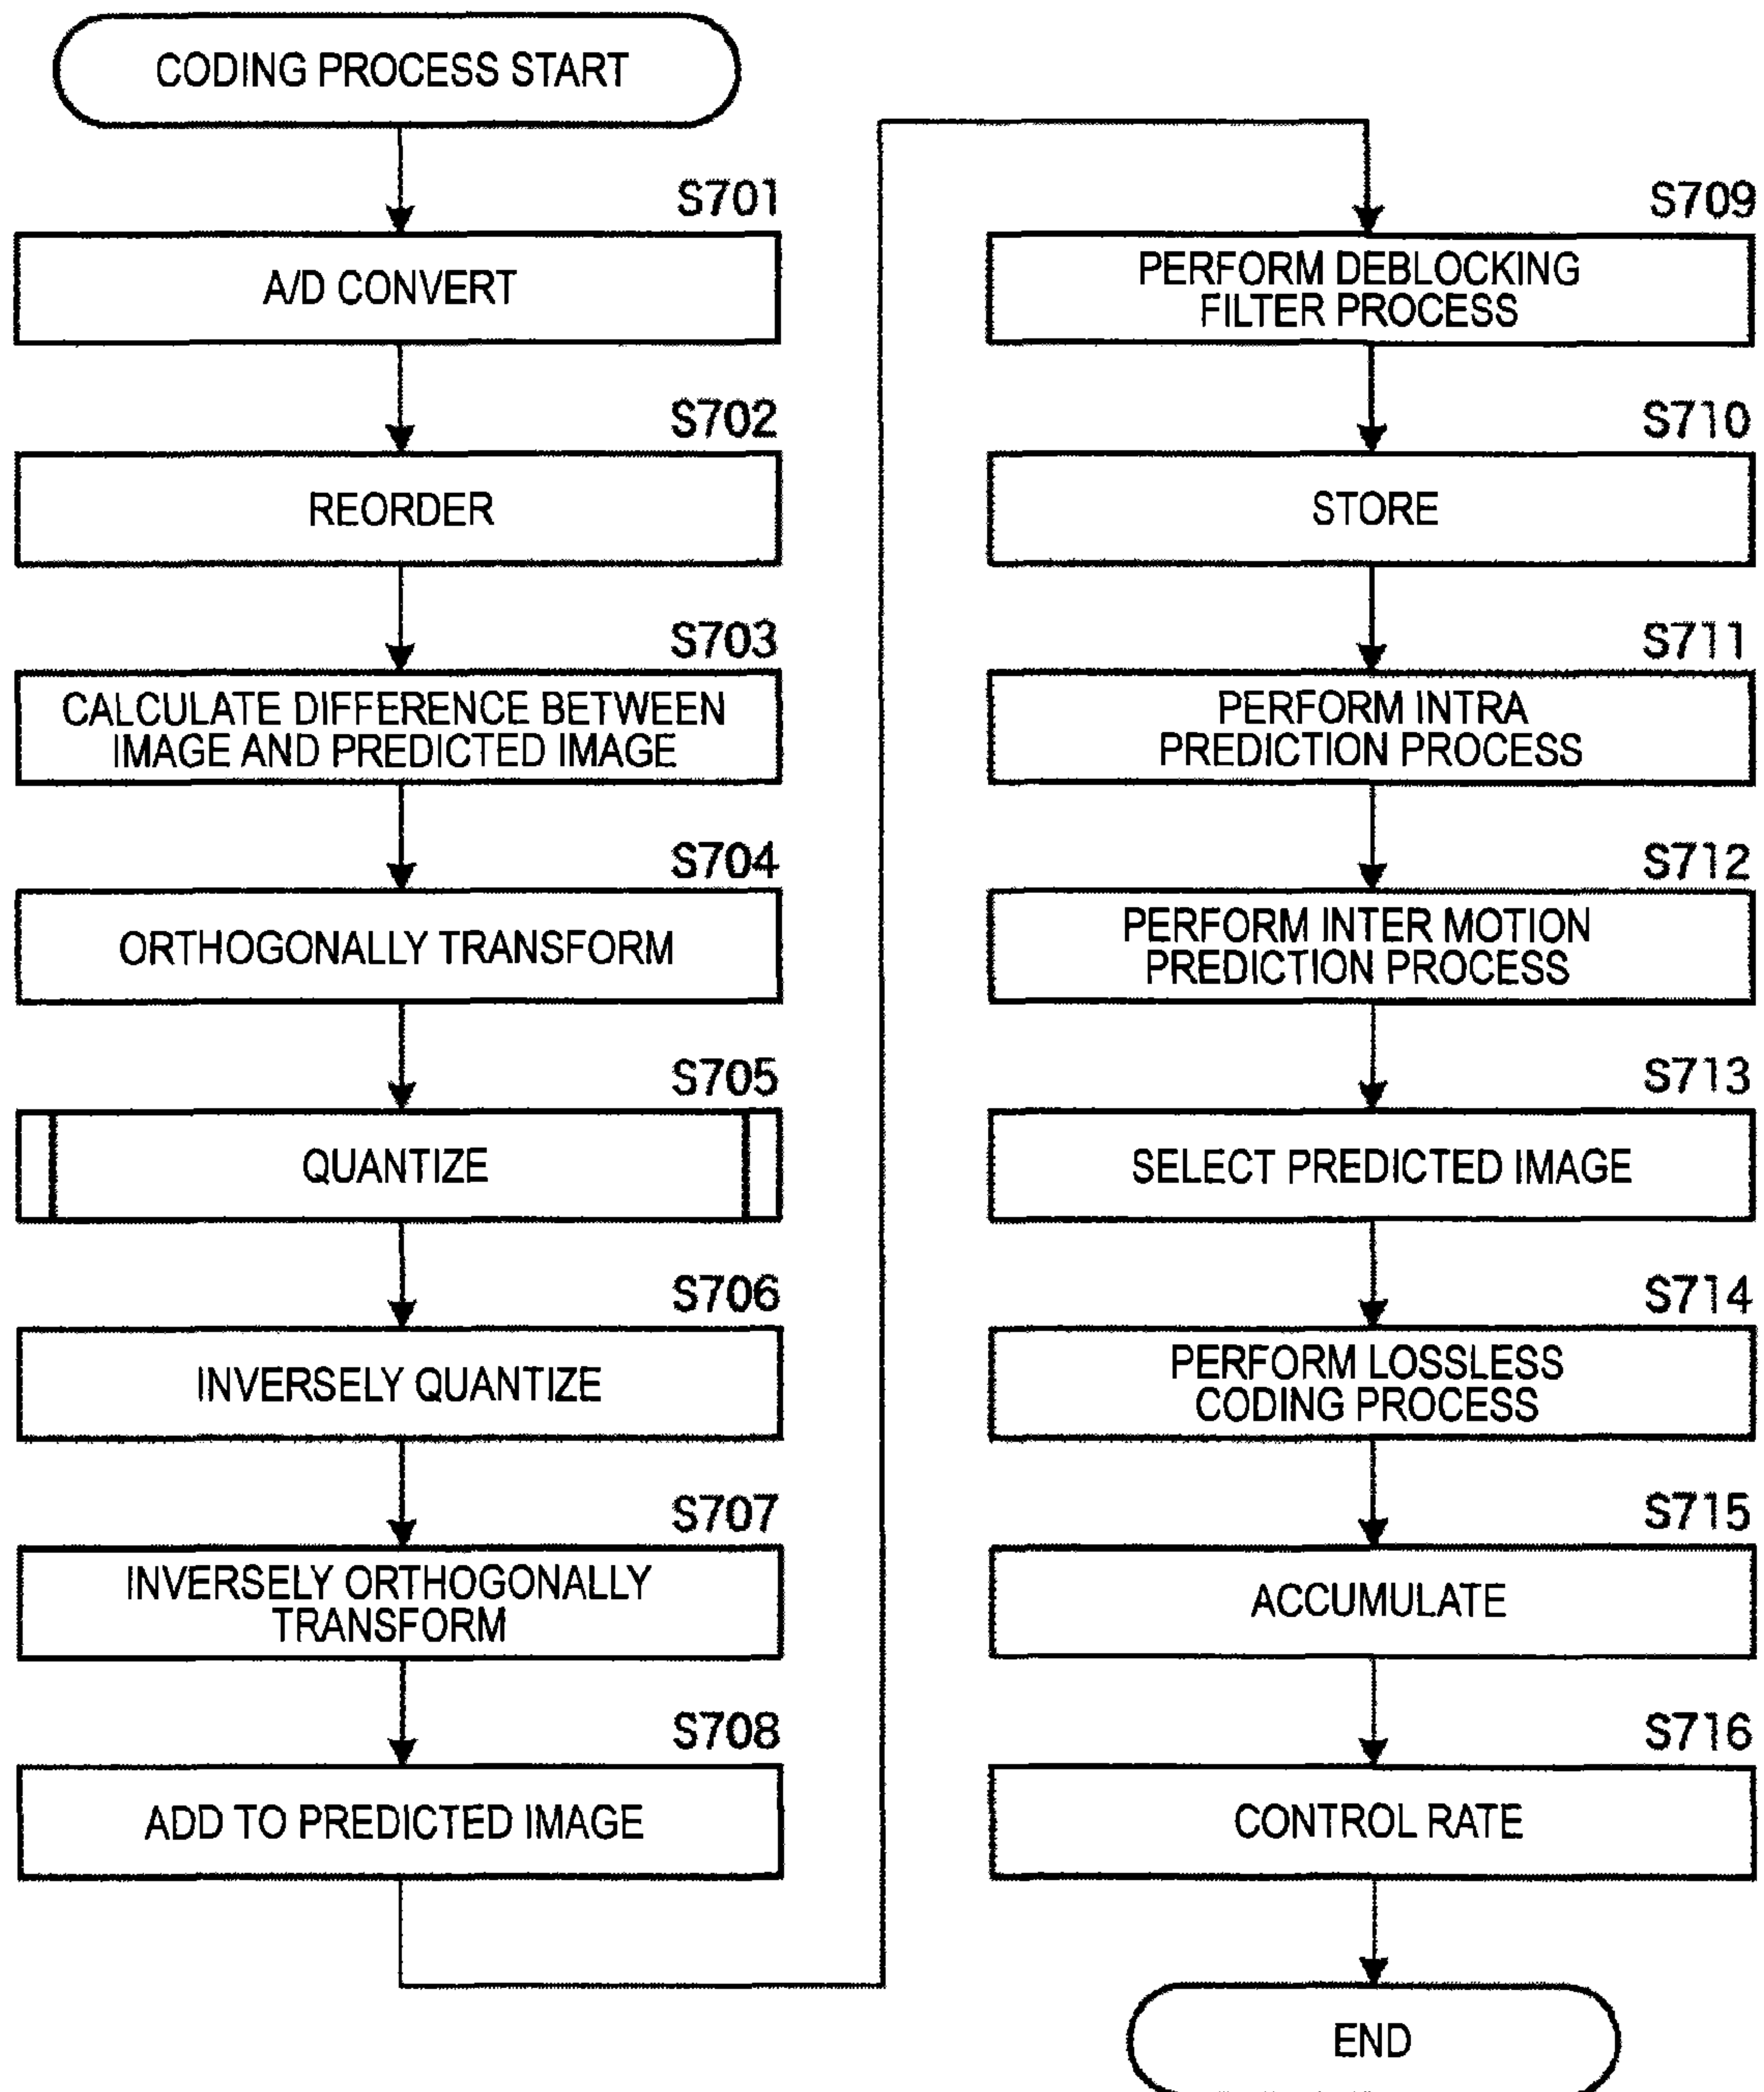 CODING PROCESS START
S701
A/D CONVERT
S702
REORDER
S703
CALCULATE DIFFERENCE BETWEEN
IMAGE AND PREDICTED IMAGE
S704
ORTHOGONALLY TRANSFORM
S705
QUANTIZE
S706
INVERSELY QUANTIZE
S707
INVERSELY ORTHOGONALLY
TRANSFORM
S708
ADD TO PREDICTED IMAGE
S709
PERFORM DEBLOCKING
FILTER PROCESS
S710
STORE
S711
PERFORM INTRA
PREDICTION PROCESS
S712
PERFORM INTER MOTION
PREDICTION PROCESS
S713
SELECT PREDICTED IMAGE
S714
PERFORM LOSSLESS
CODING PROCESS
S715
ACCUMULATE
S716
CONTROL RATE
END